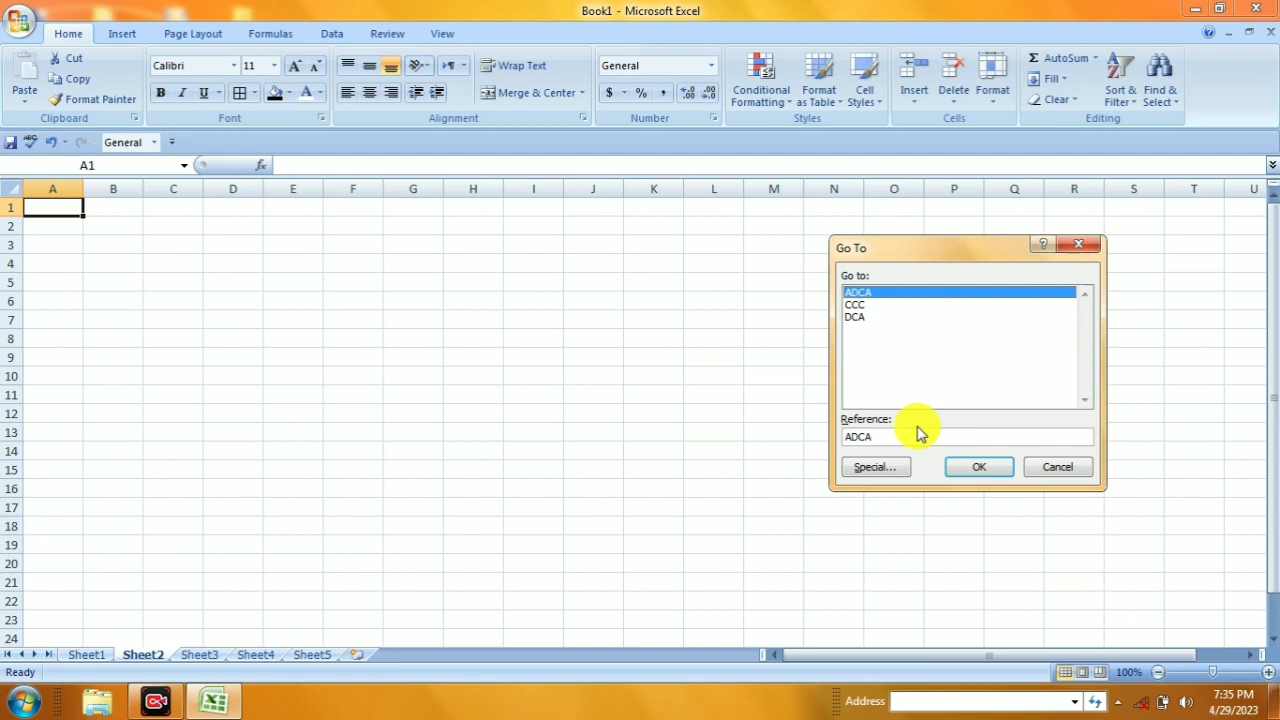 Book1 - Microsoft Excel
Home Insert Page Layout Formulas Data Review View
Cut
Copy
Format Painter
Paste
Clipboard
Calibri 11
B I U
Font
Wrap Text
Merge & Center
Alignment
General
$ % ,
Number
Conditional Formatting
Format as Table
Cell Styles
Styles
Insert Delete Format
Cells
AutoSum
Fill
Clear
Sort & Filter
Find & Select
Editing
General
A1 fx
A B C D E F G H I J K L M N O P Q R S T U
1
2
3
4
5
6
7
8
9
10
11
12
13
14
15
16
17
18
19
20
21
22
23
24
Go To
Go to:
ADCA
CCC
DCA
Reference:
ADCA
Special... OK Cancel
Sheet1 Sheet2 Sheet3 Sheet4 Sheet5
Ready 100%
Address
7:35 PM
4/29/2023